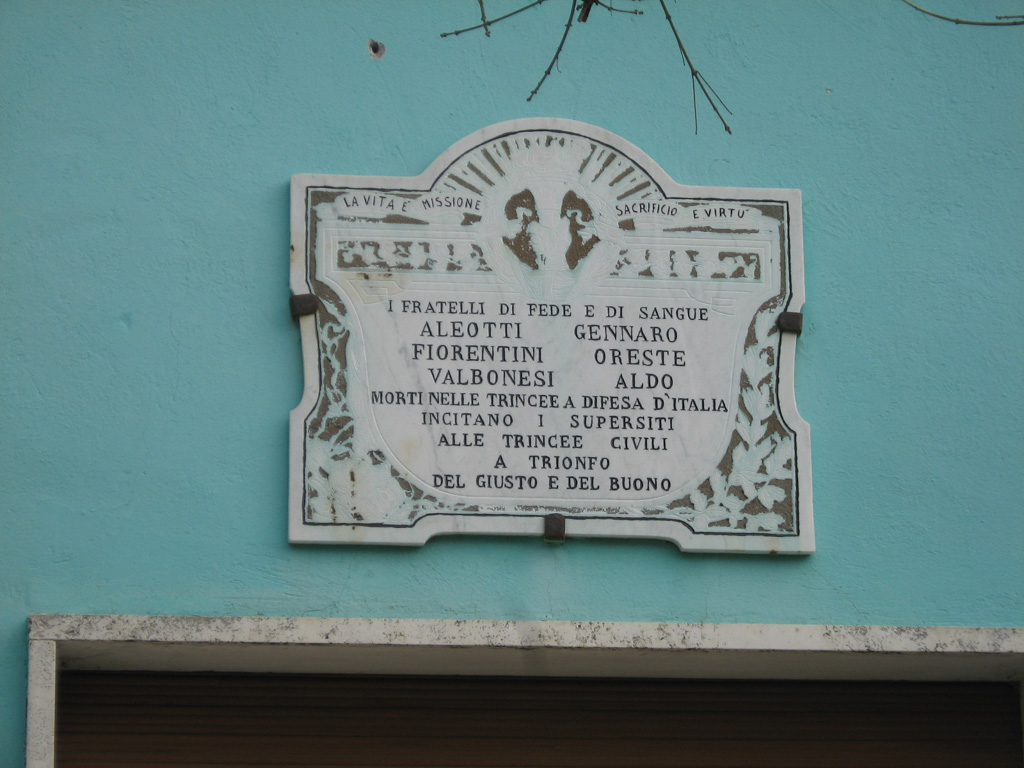 LA VITA E' MISSIONE SACRIFICIO E VIRTU'
I FRATELLI DI FEDE E DI SANGUE
ALEOTTI GENNARO
FIORENTINI ORESTE
VALBONESI ALDO
MORTI NELLE TRINCEE A DIFESA D'ITALIA
INCITANO I SUPERSITI
ALLE TRINCEE CIVILI
A TRIONFO
DEL GIUSTO E DEL BUONO